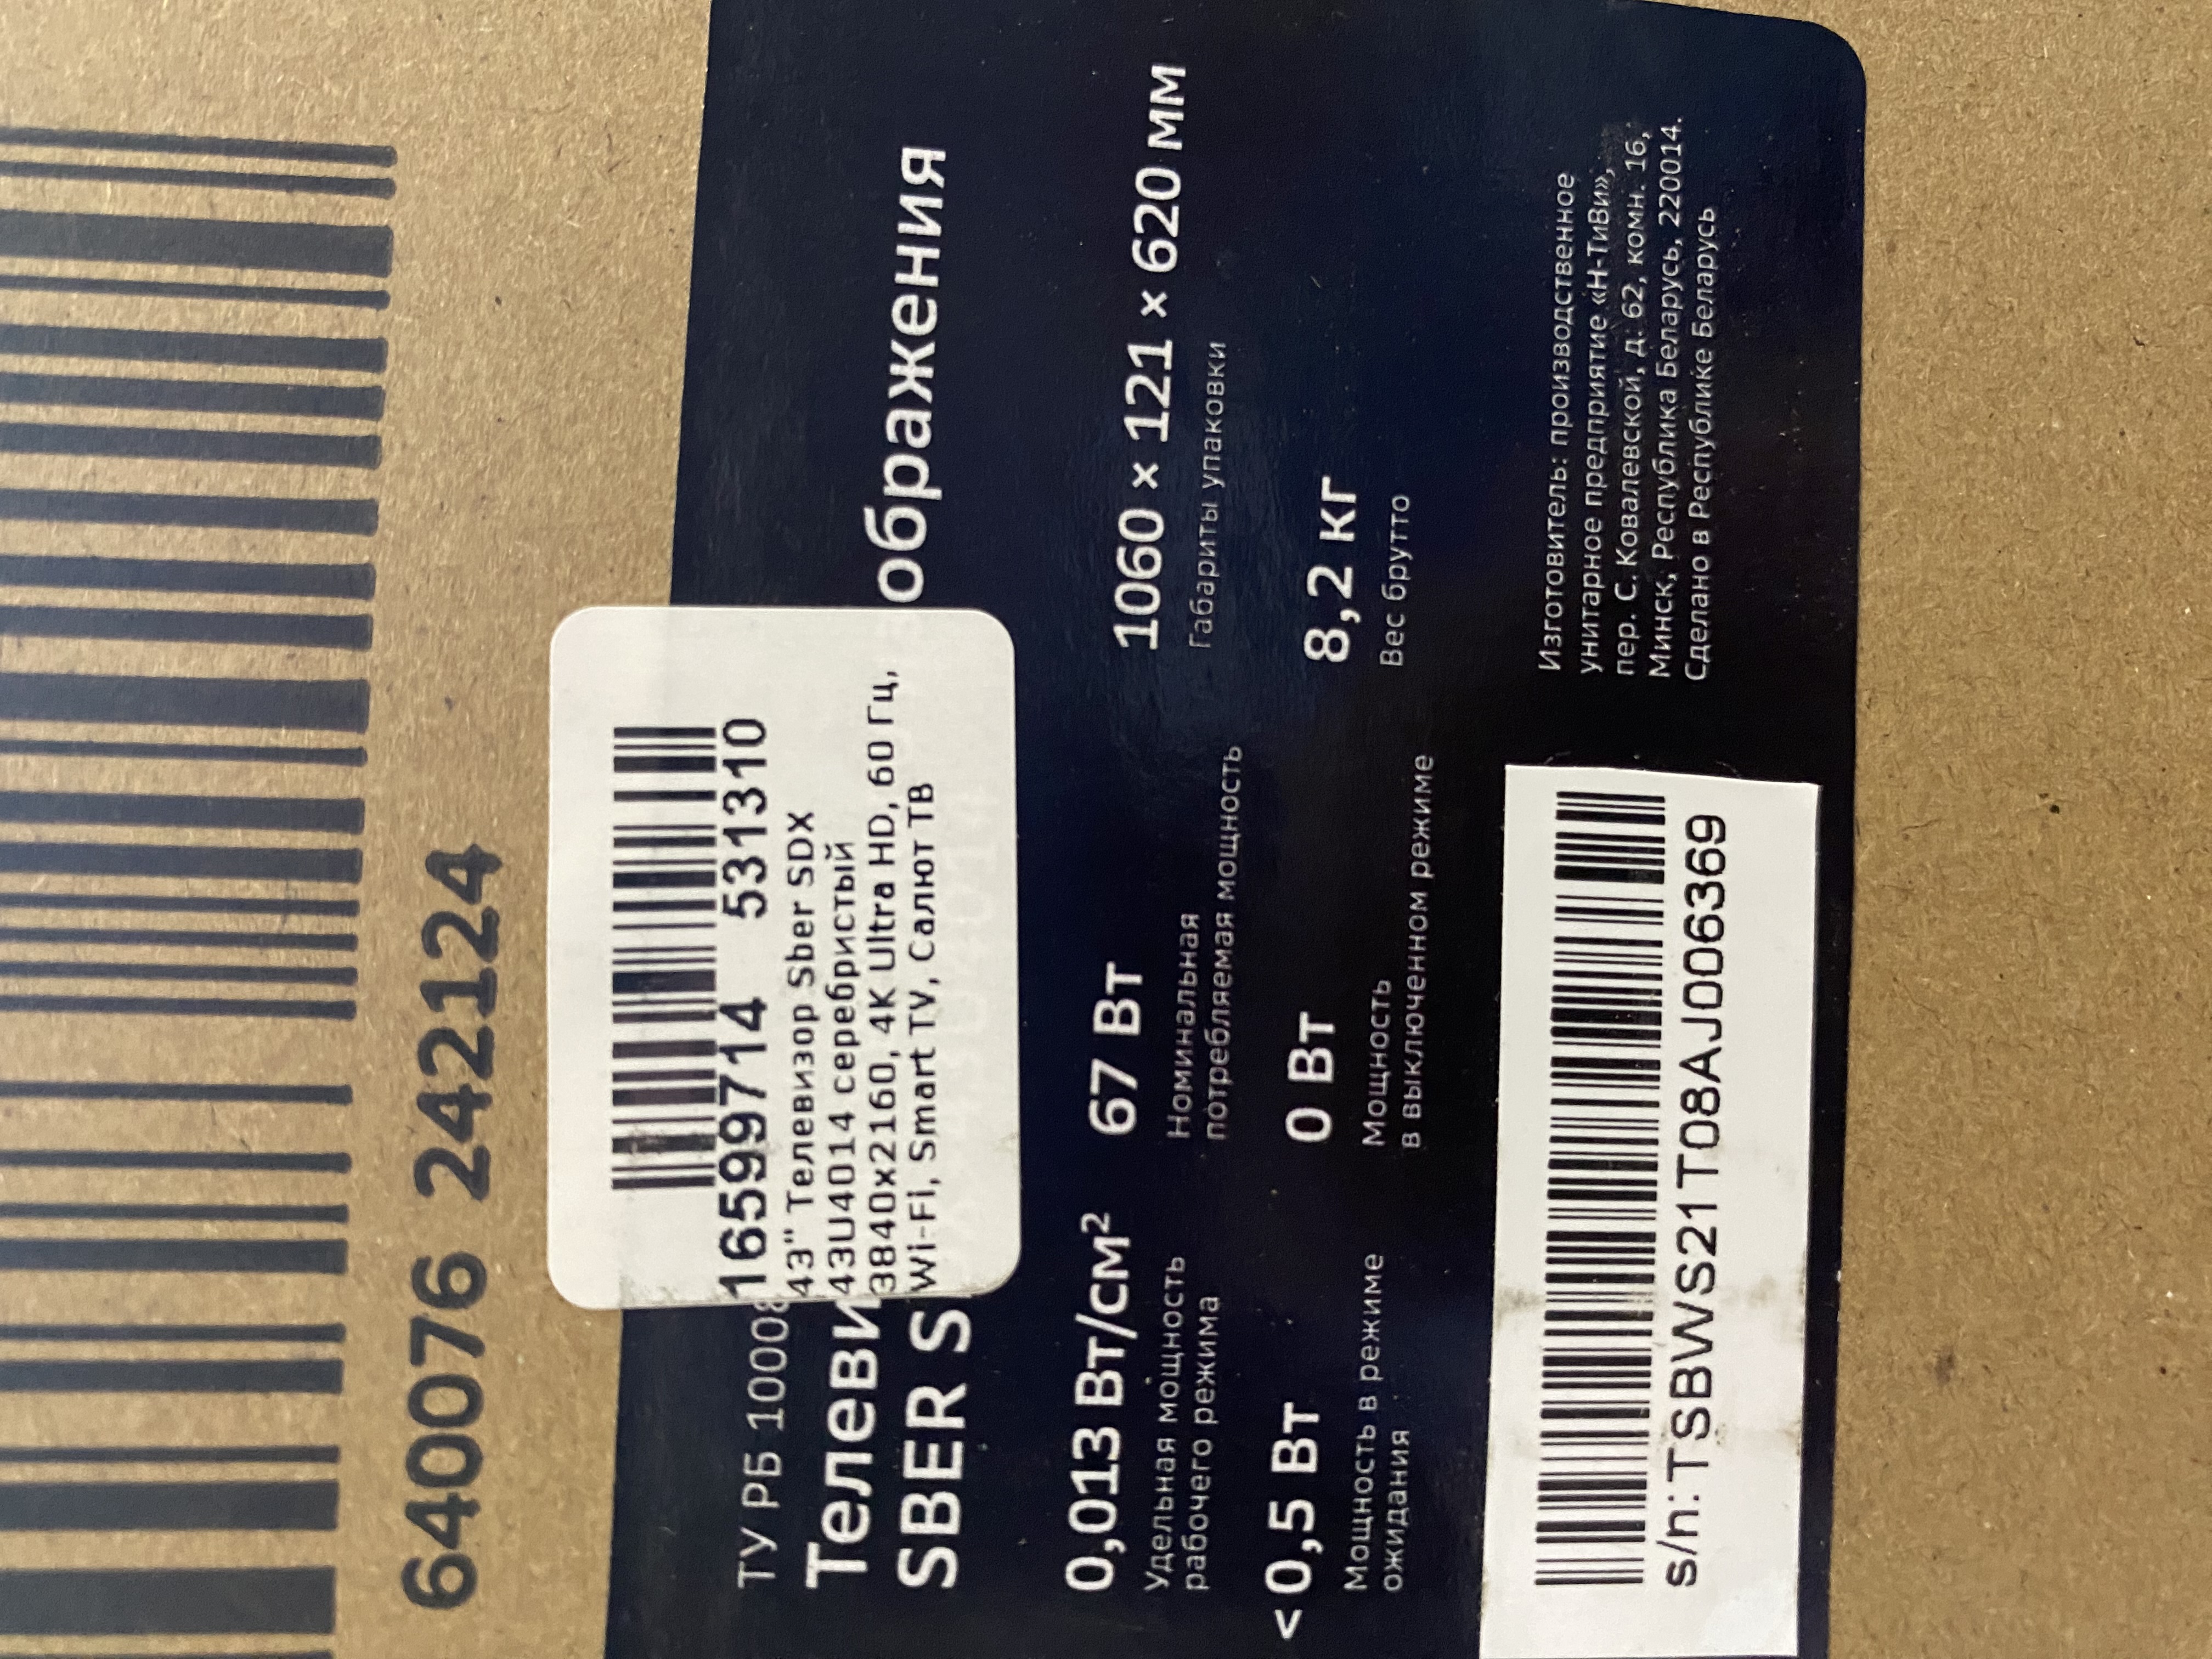 640076 242124
16599714 531310
43" Телевизор Sber SDX
43U4014 серебристый
3840x2160, 4K Ultra HD, 60 Гц,
Wi-Fi, Smart TV, Салют ТВ
ТУ РБ 10008
Телеви ображения
SBER S
0,013 Вт/см²
Удельная мощность
рабочего режима
67 Вт
Номинальная
потребляемая мощность
1060 × 121 × 620 мм
Габариты упаковки
< 0,5 Вт
Мощность в режиме
ожидания
0 Вт
Мощность
в выключенном режиме
8,2 кг
Вес брутто
s/n:TSBWS21T08AJ006369
Изготовитель: производственное
унитарное предприятие «Н-ТиВи»,
пер. С. Ковалевской, д. 62, комн. 16,
Минск, Республика Беларусь, 220014.
Сделано в Республике Беларусь